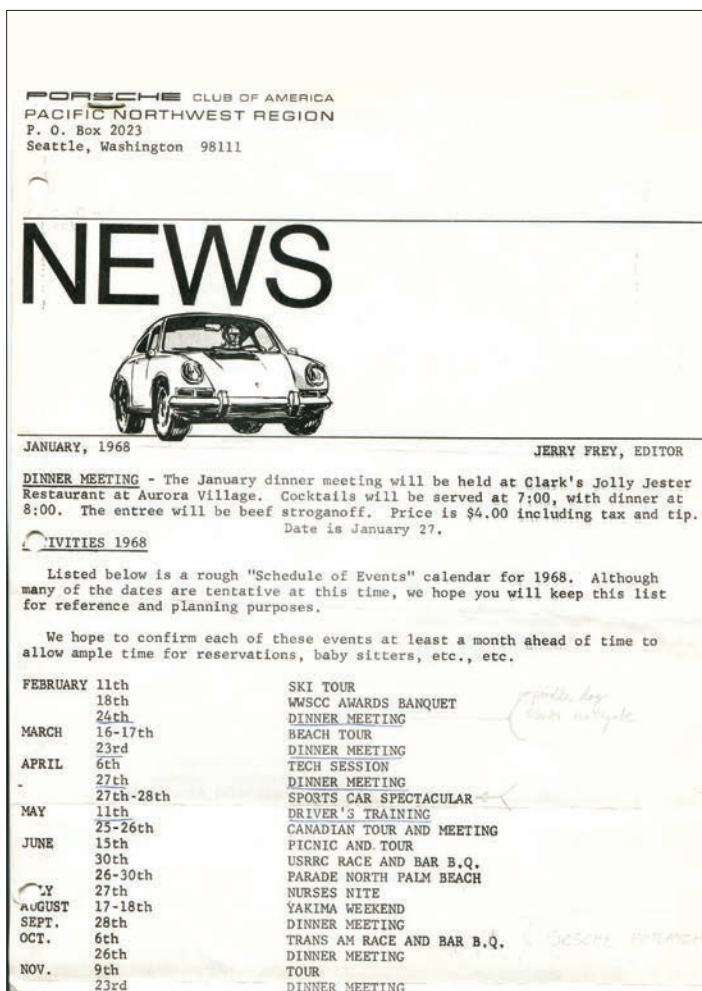 PORSCHE CLUB OF AMERICA
PACIFIC NORTHWEST REGION
P. O. Box 2023
Seattle, Washington 98111
NEWS
JANUARY, 1968 JERRY FREY, EDITOR
DINNER MEETING - The January dinner meeting will be held at Clark's Jolly Jester
Restaurant at Aurora Village. Cocktails will be served at 7:00, with dinner at
8:00. The entree will be beef stroganoff. Price is $4.00 including tax and tip.
Date is January 27.
IVITIES 1968
Listed below is a rough "Schedule of Events" calendar for 1968. Although
many of the dates are tentative at this time, we hope you will keep this list
for reference and planning purposes.
We hope to confirm each of these events at least a month ahead of time to
allow ample time for reservations, baby sitters, etc., etc.
FEBRUARY 11th SKI TOUR
18th WWSCC AWARDS BANQUET
24th DINNER MEETING
MARCH 16-17th BEACH TOUR
23rd DINNER MEETING
APRIL 6th TECH SESSION
27th DINNER MEETING
27th-28th SPORTS CAR SPECTACULAR
MAY 11th DRIVER'S TRAINING
25-26th CANADIAN TOUR AND MEETING
JUNE 15th PICNIC AND TOUR
30th USRRC RACE AND BAR B.Q.
26-30th PARADE NORTH PALM BEACH
LY 27th NURSES NITE
AUGUST 17-18th YAKIMA WEEKEND
SEPT. 28th DINNER MEETING
OCT. 6th TRANS AM RACE AND BAR B.Q.
26th DINNER MEETING
NOV. 9th TOUR
23rd DINNER MEETING